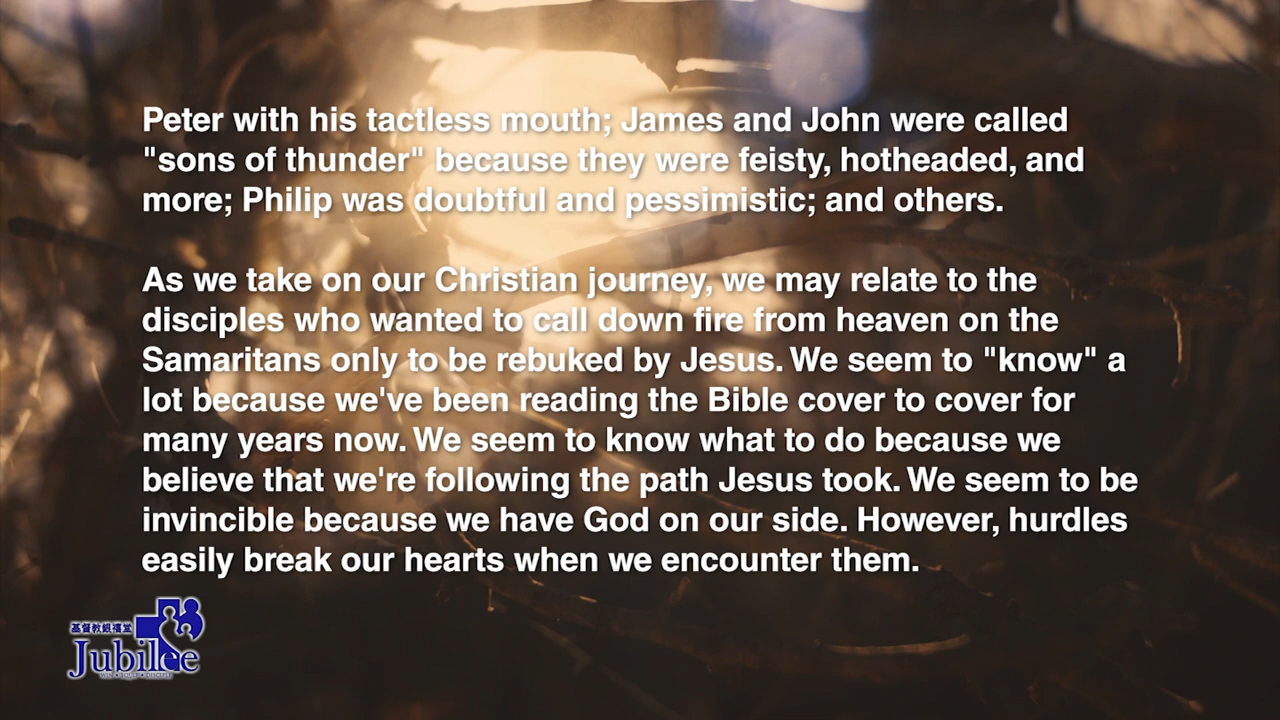 Peter with his tactless mouth; James and John were called
"sons of thunder" because they were feisty, hotheaded, and
more; Philip was doubtful and pessimistic; and others.
As we take on our Christian journey, we may relate to the
disciples who wanted to call down fire from heaven on the
Samaritans only to be rebuked by Jesus. We seem to "know" a
lot because we've been reading the Bible cover to cover for
many years now. We seem to know what to do because we
believe that we're following the path Jesus took. We seem to be
invincible because we have God on our side. However, hurdles
easily break our hearts when we encounter them.
基督教銀禧堂
Jubilee